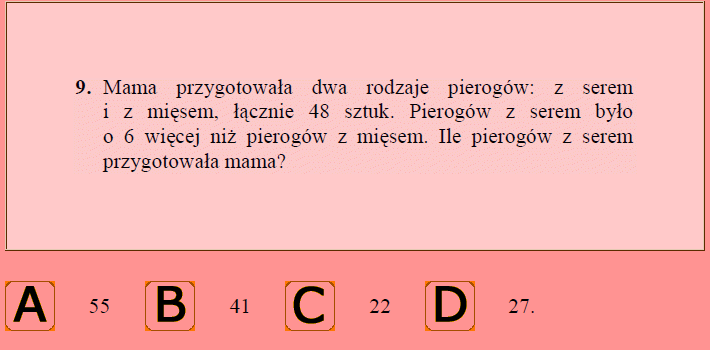 9. Mama przygotowała dwa rodzaje pierogów: z serem
i z mięsem, łącznie 48 sztuk. Pierogów z serem było
o 6 więcej niż pierogów z mięsem. Ile pierogów z serem
przygotowała mama?
A 55 B 41 C 22 D 27.